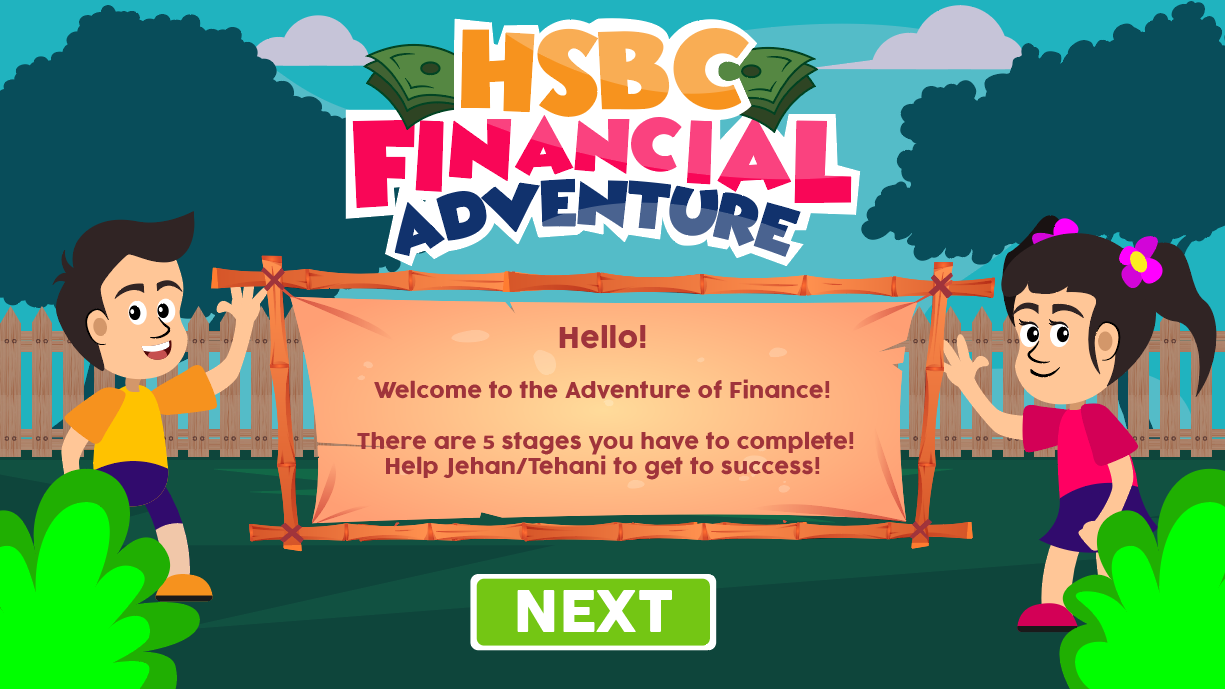 HSBC
FINANCIAL
ADVENTURE
Hello!
Welcome to the Adventure of Finance!
There are 5 stages you have to complete!
Help Jehan/Tehani to get to success!
NEXT